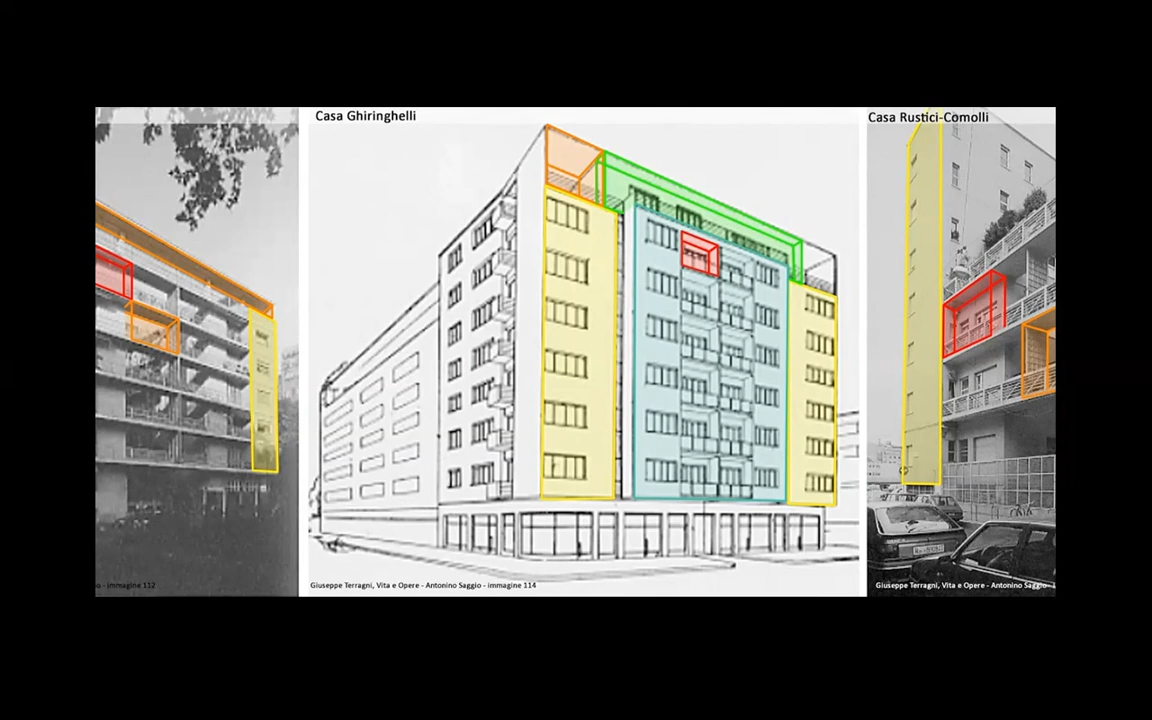 Casa Ghiringhelli
Casa Rustici-Comolli
o - immagine 112
Giuseppe Terragni, Vita e Opere - Antonino Saggio - immagine 114
Giuseppe Terragni, Vita e Opere - Antonino Saggio-